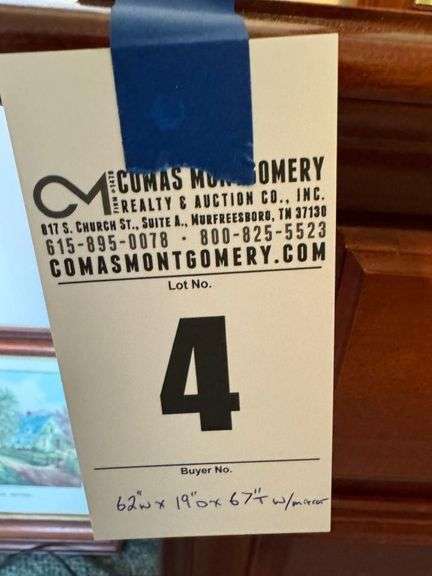 COMAS MONTGOMERY
REALTY & AUCTION CO., INC.
817 S. CHURCH ST., SUITE A., MURFREESBORO, TN 37130
615-895-0078 · 800-825-5523
COMASMONTGOMERY.COM
Lot No.
4
Buyer No.
62"W x 19"D x 67"T w/mirror